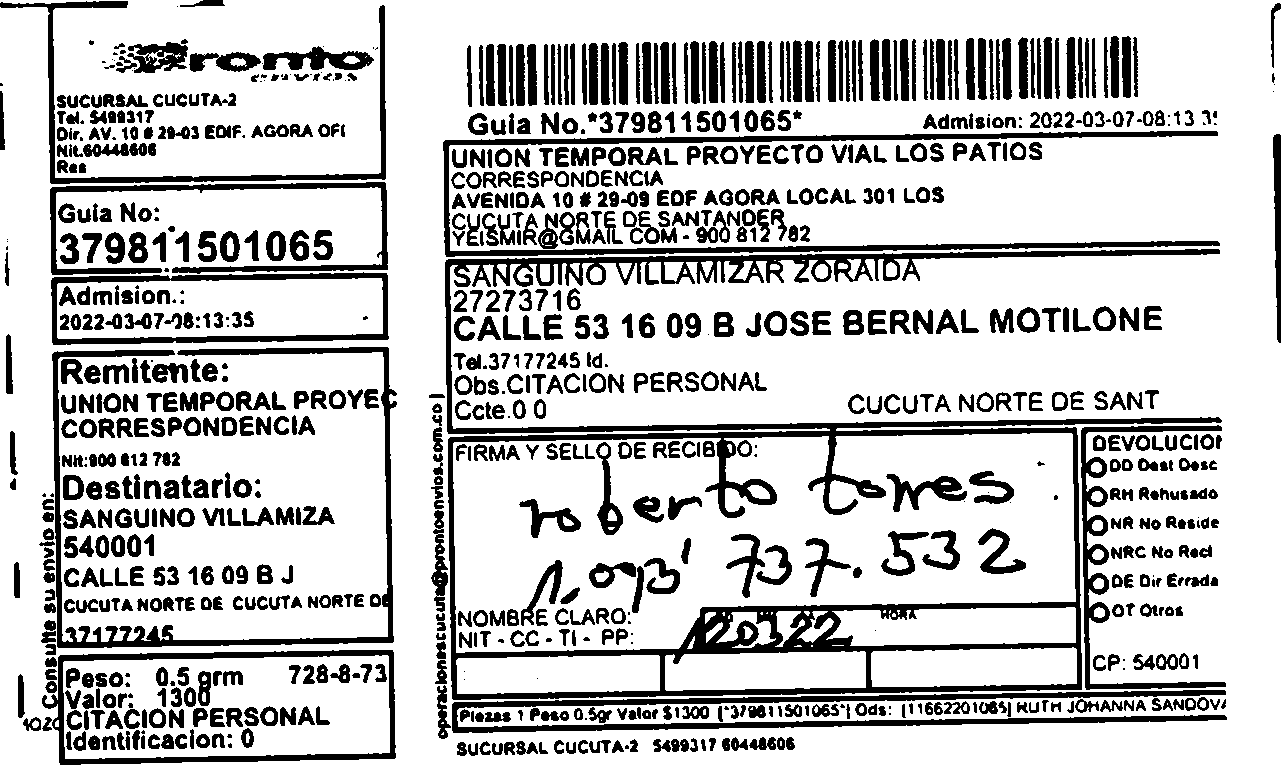 Pronto
envios
SUCURSAL CUCUTA-2
Tel. 5499317
Dir. AV. 10 # 29-03 EDIF. AGORA OFI
Nit.60448606
Res
Guia No:
379811501065
Admision.:
2022-03-07-08:13:35
Remitente:
UNION TEMPORAL PROYEC
CORRESPONDENCIA
Nit:900 812 782
Destinatario:
SANGUINO VILLAMIZA
540001
CALLE 53 16 09 B J
CUCUTA NORTE DE CUCUTA NORTE DE
37177245
Peso: 0.5 grm 728-8-73
Valor: 1300
CITACION PERSONAL
Identificacion: 0
Consulte su envio en:
Guia No.*379811501065*
Admision: 2022-03-07-08:13
UNION TEMPORAL PROYECTO VIAL LOS PATIOS
CORRESPONDENCIA
AVENIDA 10 # 29-09 EDF AGORA LOCAL 301 LOS
CUCUTA NORTE DE SANTANDER
YEISMIR@GMAIL COM - 900 812 782
SANGUINO VILLAMIZAR ZORAIDA
27273716
CALLE 53 16 09 B JOSE BERNAL MOTILONE
Tel.37177245 Id.
Obs.CITACION PERSONAL
Ccte.0 0
CUCUTA NORTE DE SANT
operacionescucuta@prontoenvios.com.co
FIRMA Y SELLO DE RECIBIDO:
roberto torres
737.532
NOMBRE CLARO:
NIT - CC - TI - PP:
HORA
120322
DEVOLUCION
DD Dest Desc
RH Rehusado
NR No Reside
NRC No Recl
DE Dir Errada
OT Otros
CP: 540001
Piezas 1 Peso 0.5gr Valor $1300 [*379811501065*] Ods: [11662201065] RUTH JOHANNA SANDOVA
SUCURSAL CUCUTA-2 5499317 60448606